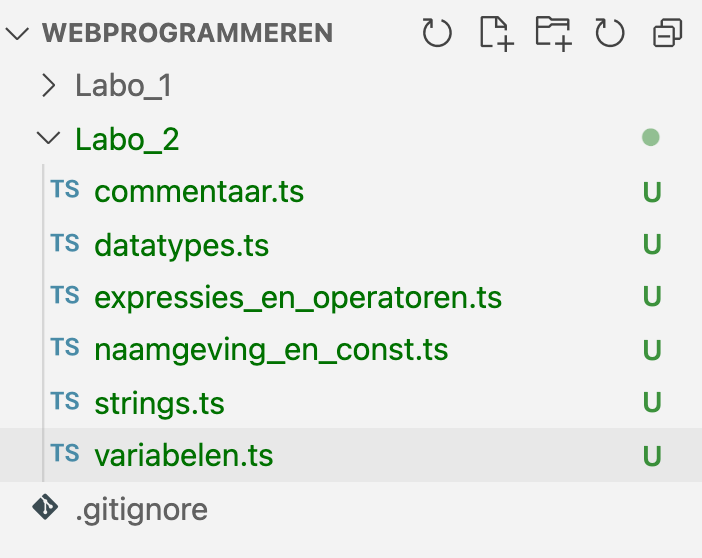 WEBPROGRAMMEREN
Labo_1
Labo_2
TS commentaar.ts U
TS datatypes.ts U
TS expressies_en_operatoren.ts U
TS naamgeving_en_const.ts U
TS strings.ts U
TS variabelen.ts U
.gitignore